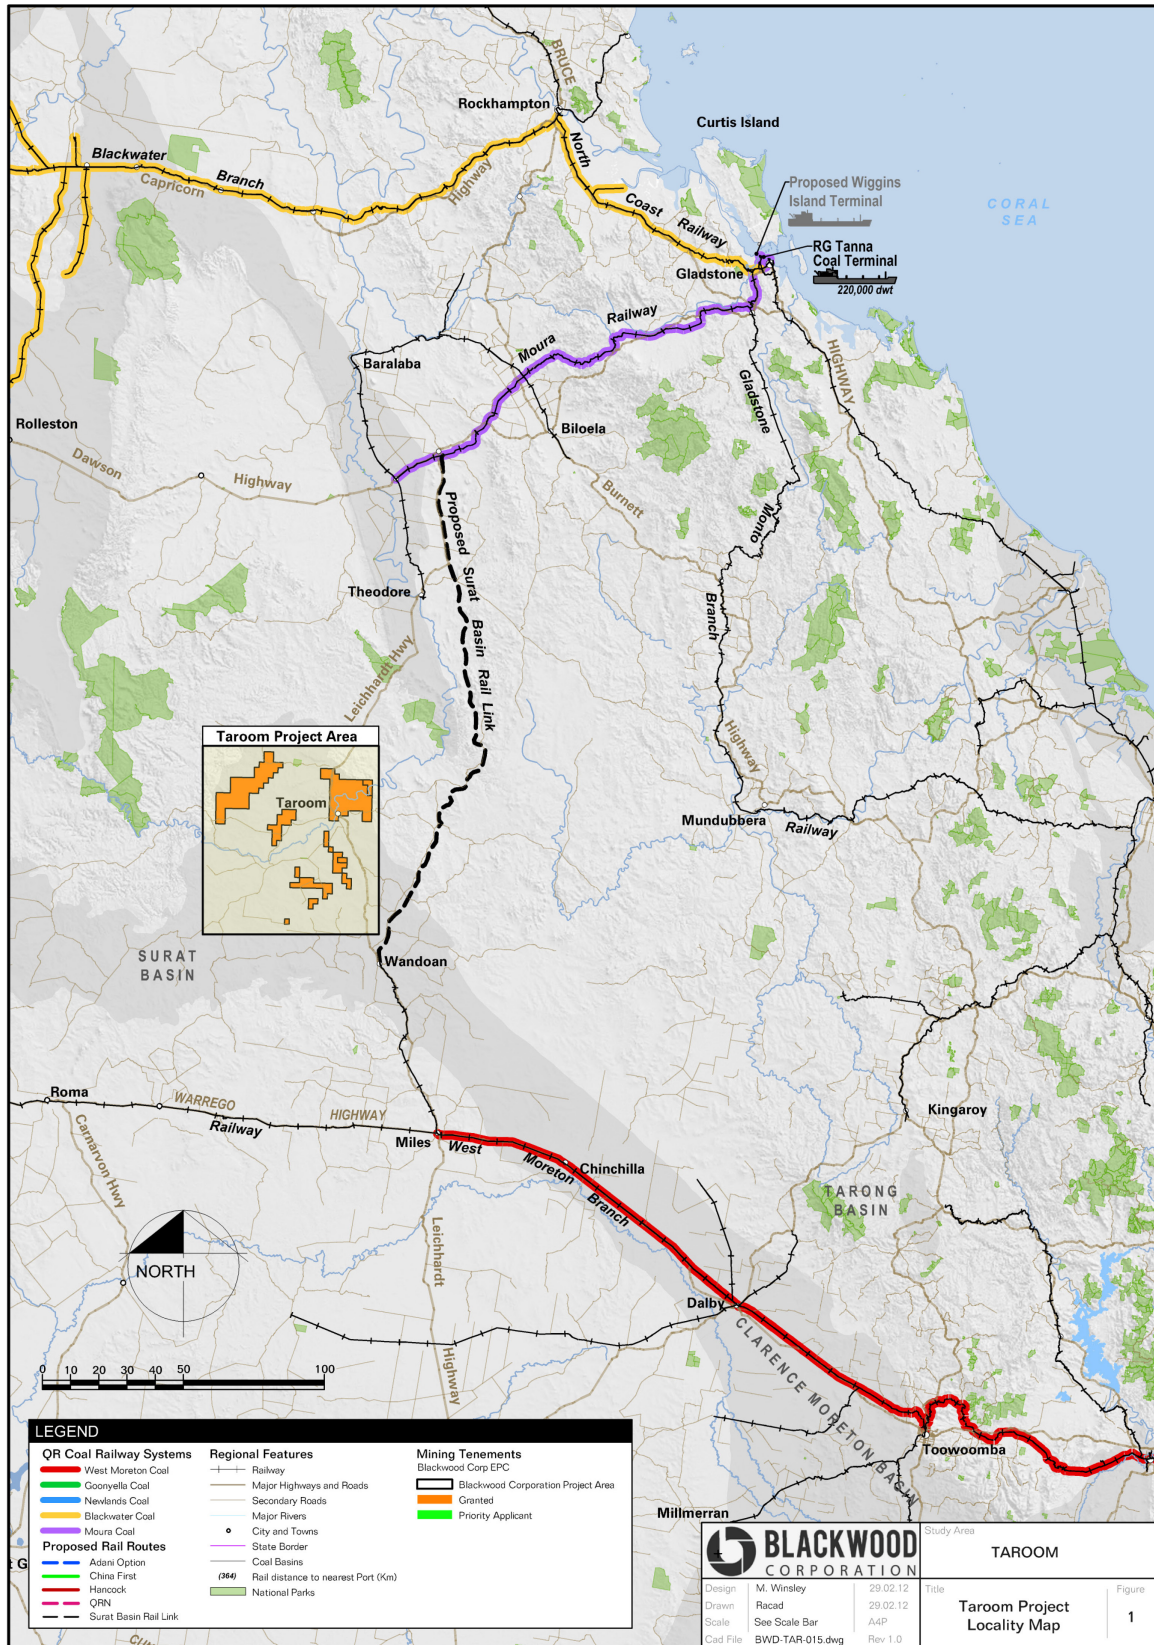 BRUCE
Rockhampton
Curtis Island
North
Coast
Railway
Blackwater
Branch
Capricorn
Highway
Proposed Wiggins
Island Terminal
CORAL
SEA
RG Tanna
Coal Terminal
220,000 dwt
Gladstone
Railway
Moura
HIGHWAY
Baralaba
Gladstone
Rolleston
Biloela
Dawson
Highway
Burnett
Monto
Proposed Surat Basin Rail Link
Theodore
Branch
Leichhardt Hwy
Taroom Project Area
Taroom
Highway
Mundubbera
Railway
SURAT
BASIN
Wandoan
Roma
WARREGO
HIGHWAY
Railway
Kingaroy
Carnarvon Hwy
Miles
West
Moreton
Branch
Chinchilla
TARONG
BASIN
Leichhardt
NORTH
Dalby
CLARENCE MORETON BASIN
Highway
0 10 20 30 40 50 100
Toowoomba
Millmerran
LEGEND
QR Coal Railway Systems
West Moreton Coal
Goonyella Coal
Newlands Coal
Blackwater Coal
Moura Coal
Proposed Rail Routes
Adani Option
China First
Hancock
QRN
Surat Basin Rail Link
Regional Features
Railway
Major Highways and Roads
Secondary Roads
Major Rivers
City and Towns
State Border
Coal Basins
(364) Rail distance to nearest Port (Km)
National Parks
Mining Tenements
Blackwood Corp EPC
Blackwood Corporation Project Area
Granted
Priority Applicant
BLACKWOOD
CORPORATION
Study Area
TAROOM
Design M. Winsley 29.02.12
Drawn Racad 29.02.12
Scale See Scale Bar A4P
Cad File BWD-TAR-015.dwg Rev 1.0
Title
Taroom Project
Locality Map
Figure
1